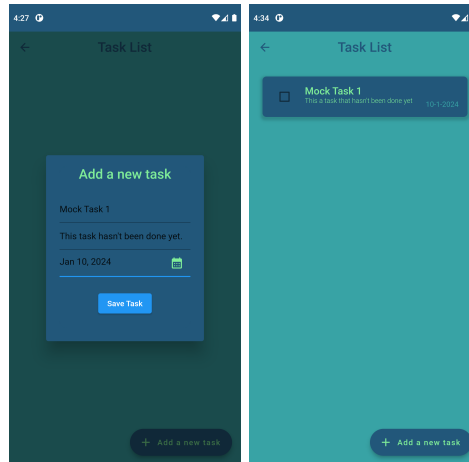 4:27
Task List
Add a new task
Mock Task 1
This task hasn't been done yet.
Jan 10, 2024
Save Task
+ Add a new task
4:34
Task List
Mock Task 1
This a task that hasn't been done yet
10-1-2024
+ Add a new task